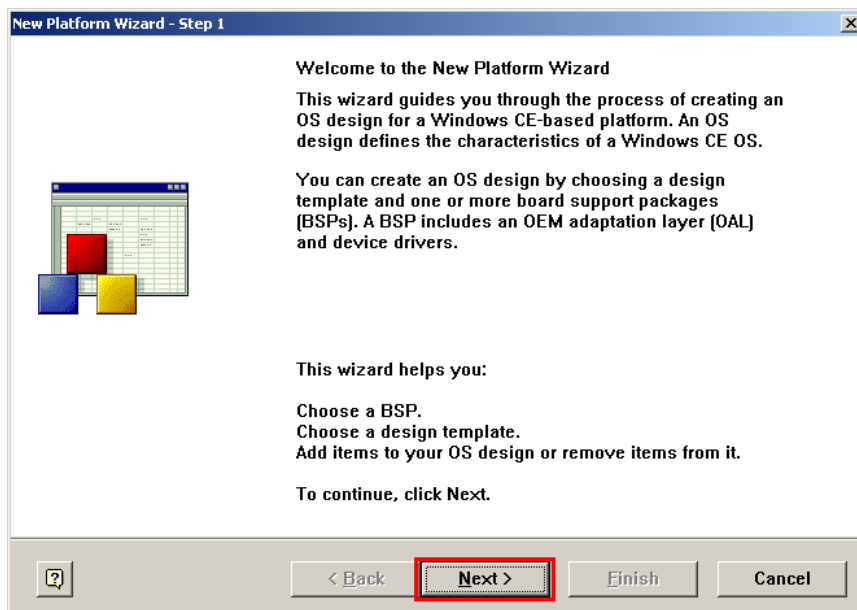 New Platform Wizard - Step 1
Welcome to the New Platform Wizard
This wizard guides you through the process of creating an
OS design for a Windows CE-based platform. An OS
design defines the characteristics of a Windows CE OS.
You can create an OS design by choosing a design
template and one or more board support packages
(BSPs). A BSP includes an OEM adaptation layer (OAL)
and device drivers.
This wizard helps you:
Choose a BSP.
Choose a design template.
Add items to your OS design or remove items from it.
To continue, click Next.
? < Back Next > Finish Cancel